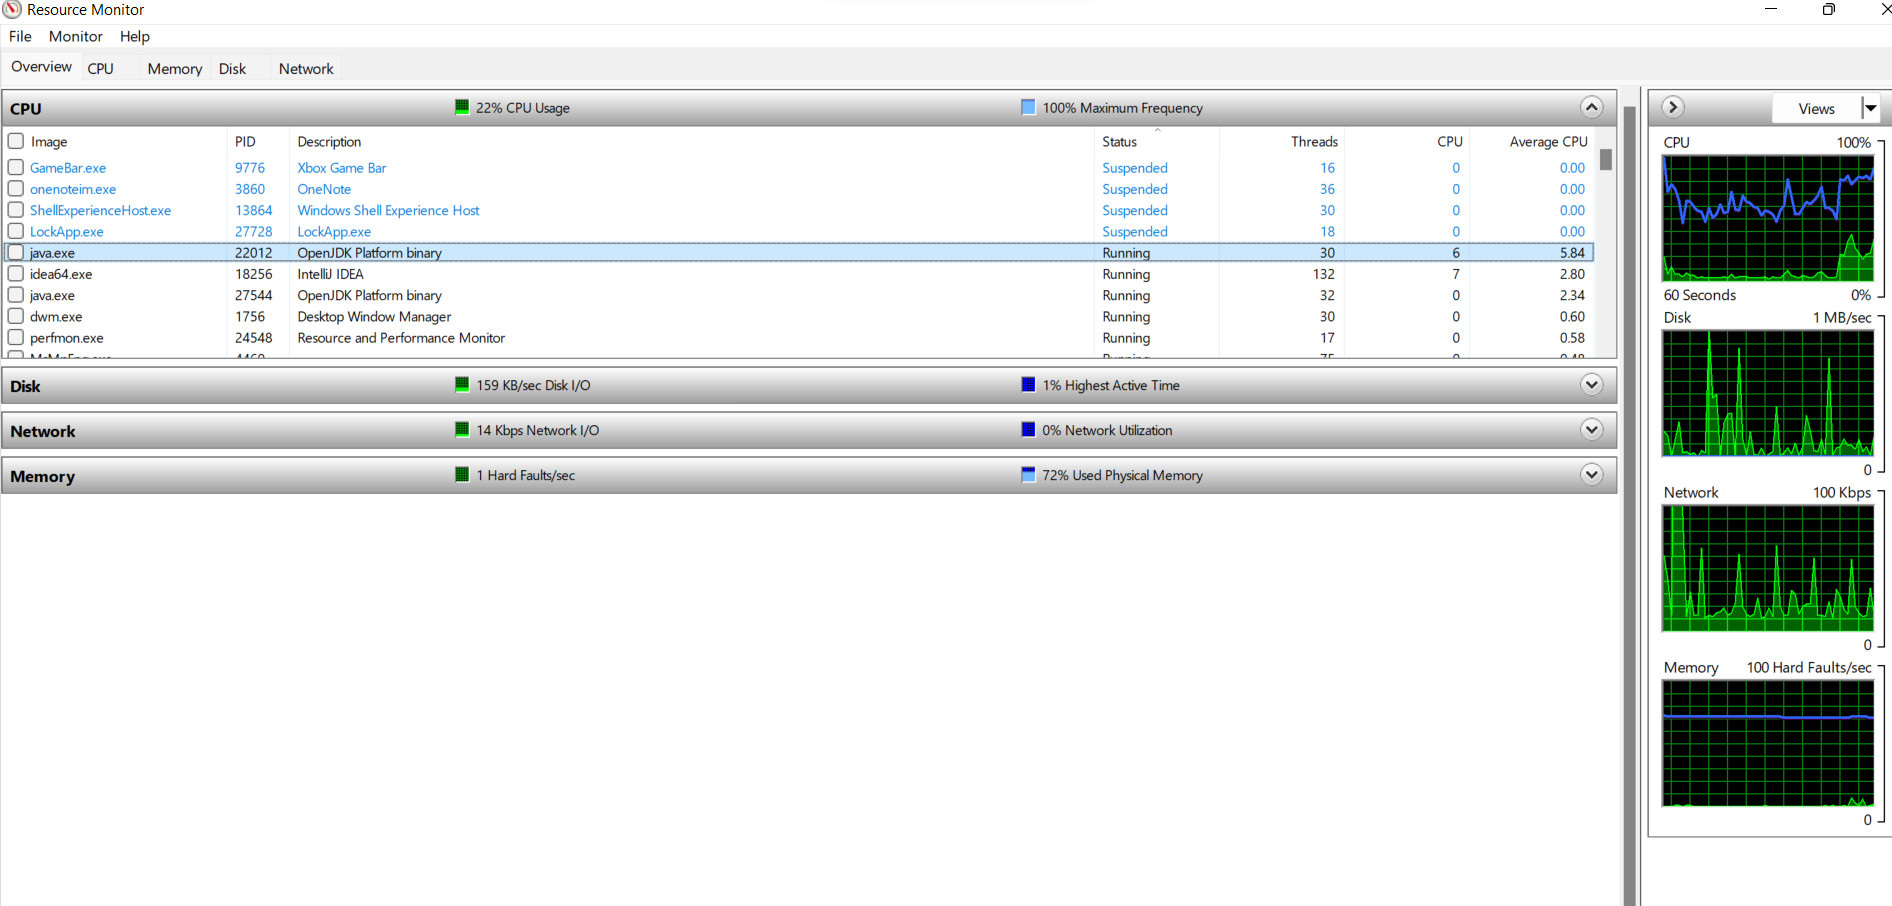 Resource Monitor
File Monitor Help
Overview CPU Memory Disk Network
CPU 22% CPU Usage 100% Maximum Frequency
Image PID Description Status Threads CPU Average CPU
GameBar.exe 9776 Xbox Game Bar Suspended 16 0 0.00
onenoteim.exe 3860 OneNote Suspended 36 0 0.00
ShellExperienceHost.exe 13864 Windows Shell Experience Host Suspended 30 0 0.00
LockApp.exe 27728 LockApp.exe Suspended 18 0 0.00
java.exe 22012 OpenJDK Platform binary Running 30 6 5.84
idea64.exe 18256 IntelliJ IDEA Running 132 7 2.80
java.exe 27544 OpenJDK Platform binary Running 32 0 2.34
dwm.exe 1756 Desktop Window Manager Running 30 0 0.60
perfmon.exe 24548 Resource and Performance Monitor Running 17 0 0.58
Disk 159 KB/sec Disk I/O 1% Highest Active Time
Network 14 Kbps Network I/O 0% Network Utilization
Memory 1 Hard Faults/sec 72% Used Physical Memory
Views
CPU 100%
60 Seconds 0%
Disk 1 MB/sec
0
Network 100 Kbps
0
Memory 100 Hard Faults/sec
0